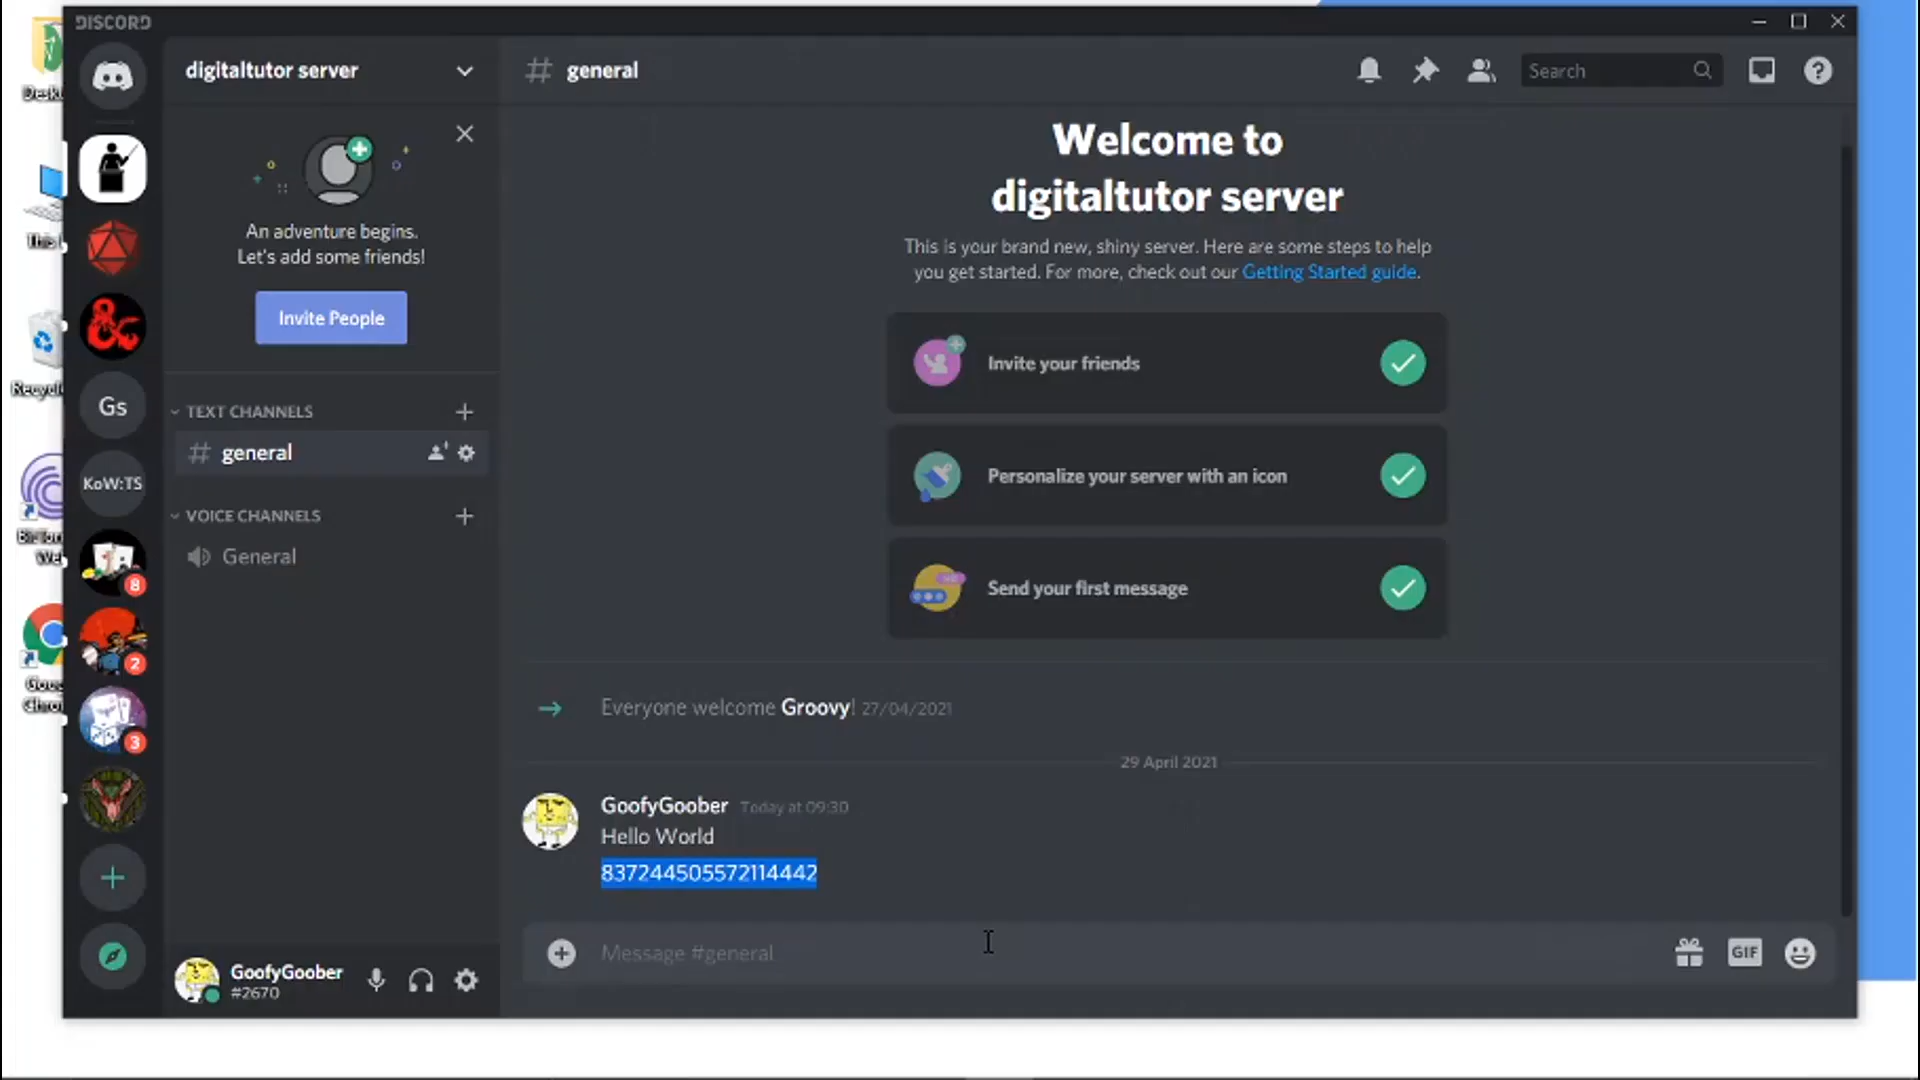 DISCORD
digitaltutor server
general
Search
An adventure begins.
Let's add some friends!
Invite People
TEXT CHANNELS
general
VOICE CHANNELS
General
Gs
KoW:TS
8
2
3
GoofyGoober
#2670
Welcome to
digitaltutor server
This is your brand new, shiny server. Here are some steps to help
you get started. For more, check out our Getting Started guide.
Invite your friends
Personalize your server with an icon
Send your first message
Everyone welcome Groovy! 27/04/2021
29 April 2021
GoofyGoober Today at 09:30
Hello World
837244505572114442
Message #general
GIF